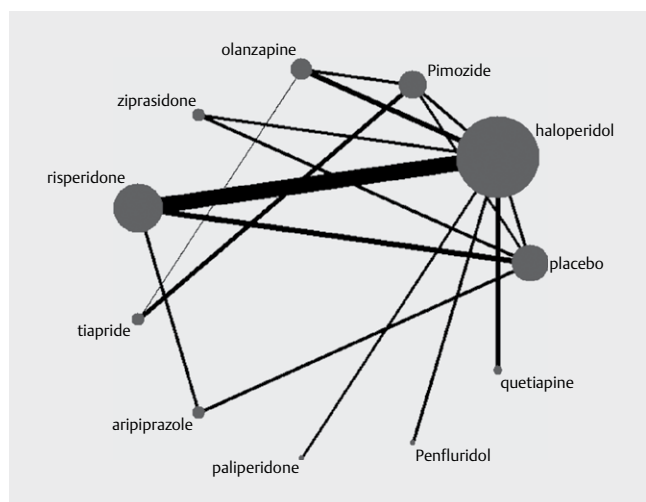 olanzapine
Pimozide
ziprasidone
haloperidol
risperidone
placebo
tiapride
quetiapine
aripiprazole
Penfluridol
paliperidone